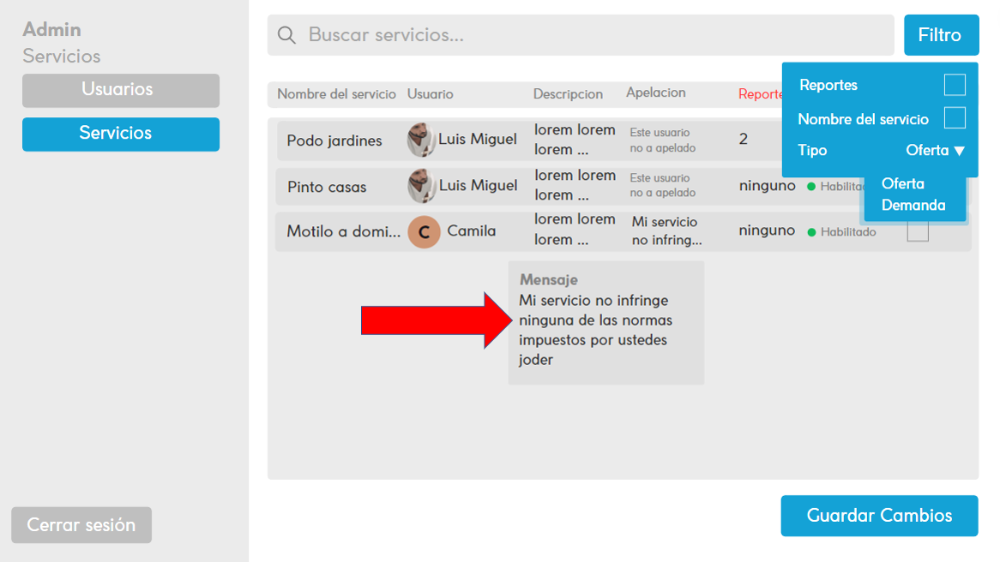 Admin
Servicios
Usuarios
Servicios
Cerrar sesión
Buscar servicios...
Filtro
Reportes
Nombre del servicio
Tipo Oferta
Oferta
Demanda
Nombre del servicio Usuario Descripcion Apelacion
Podo jardines Luis Miguel lorem lorem
lorem ... Este usuario
no a apelado 2
Pinto casas Luis Miguel lorem lorem
lorem ... Este usuario
no a apelado ninguno
Motilo a domi... C Camila lorem lorem
lorem ... Mi servicio
no infring... ninguno Habilitado
Mensaje
Mi servicio no infringe
ninguna de las normas
impuestos por ustedes
joder
Guardar Cambios